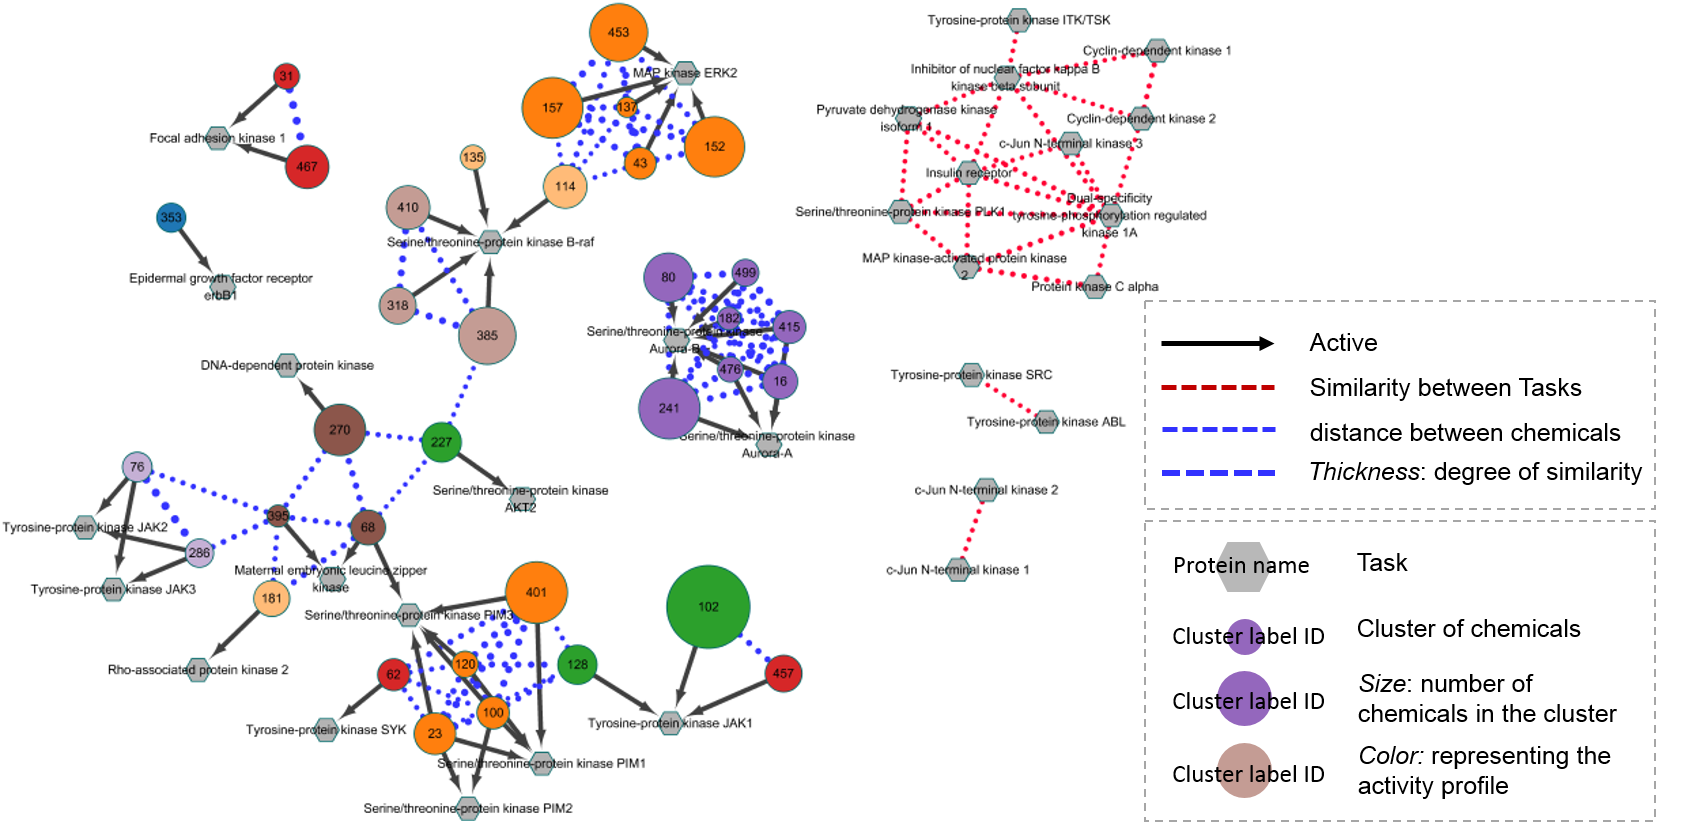 453
MAP kinase ERK2
157
137
152
43
114
31
Focal adhesion kinase 1
467
135
410
Serine/threonine-protein kinase B-raf
318
385
353
Epidermal growth factor receptor
erbB1
80
499
182
415
Serine/threonine-protein kinase
Aurora-B
476
16
241
Serine/threonine-protein kinase
Aurora-A
DNA-dependent protein kinase
270
227
Serine/threonine-protein kinase
AKT2
76
395
68
Tyrosine-protein kinase JAK2
286
Maternal embryonic leucine zipper
kinase
Tyrosine-protein kinase JAK3
181
Serine/threonine-protein kinase PIM3
Rho-associated protein kinase 2
401
102
62
120
128
457
100
23
Tyrosine-protein kinase SYK
Tyrosine-protein kinase JAK1
Serine/threonine-protein kinase PIM1
Serine/threonine-protein kinase PIM2
Tyrosine-protein kinase ITK/TSK
Cyclin-dependent kinase 1
Inhibitor of nuclear factor kappa B
kinase beta subunit
Pyruvate dehydrogenase kinase
isoform 1
Cyclin-dependent kinase 2
c-Jun N-terminal kinase 3
Insulin receptor
Serine/threonine-protein kinase PLK1
Dual-specificity
tyrosine-phosphorylation regulated
kinase 1A
MAP kinase-activated protein kinase
2
Protein kinase C alpha
Tyrosine-protein kinase SRC
Tyrosine-protein kinase ABL
c-Jun N-terminal kinase 2
c-Jun N-terminal kinase 1
Active
Similarity between Tasks
distance between chemicals
Thickness: degree of similarity
Protein name
Task
Cluster label ID
Cluster of chemicals
Cluster label ID
Size: number of
chemicals in the cluster
Cluster label ID
Color: representing the
activity profile